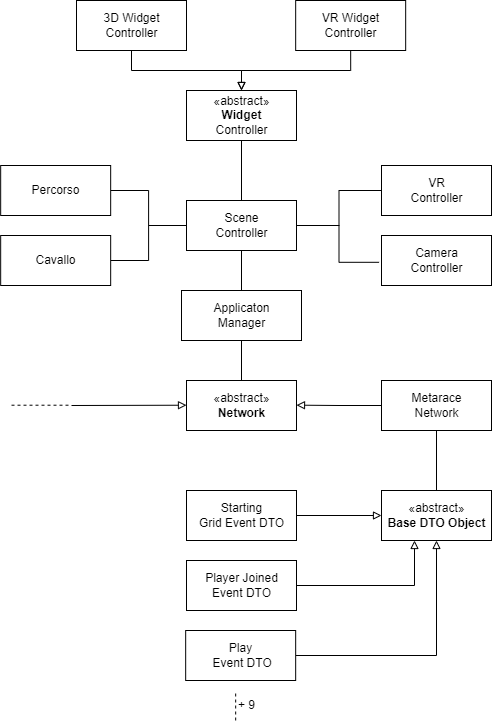 3D Widget
Controller
VR Widget
Controller
«abstract»
Widget
Controller
Percorso
Scene
Controller
VR
Controller
Cavallo
Camera
Controller
Applicaton
Manager
«abstract»
Network
Metarace
Network
Starting
Grid Event DTO
«abstract»
Base DTO Object
Player Joined
Event DTO
Play
Event DTO
+ 9